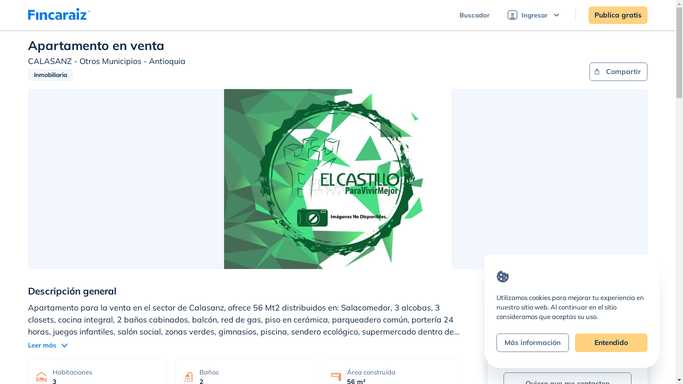 Fincaraiz
Buscador
Ingresar
Publica gratis
Apartamento en venta
CALASANZ - Otros Municipios - Antioquia
Inmobiliaria
Compartir
EL CASTILLO
Para Vivir Mejor
Imágenes No Disponibles.
Descripción general
Apartamento para la venta en el sector de Calasanz, ofrece 56 Mt2 distribuidos en: Salacomedor, 3 alcobas, 3
closets, cocina integral, 2 baños cabinados, balcón, red de gas, piso en cerámica, parqueadero común, portería 24
horas, juegos infantiles, salón social, zonas verdes, gimnasios, piscina, sendero ecológico, supermercado dentro de...
Leer más
Habitaciones
3
Baños
2
Área construida
56 m²
Utilizamos cookies para mejorar tu experiencia en
nuestro sitio web. Al continuar en el sitio
consideramos que aceptas su uso.
Más información
Entendido
Quiero que me contacten